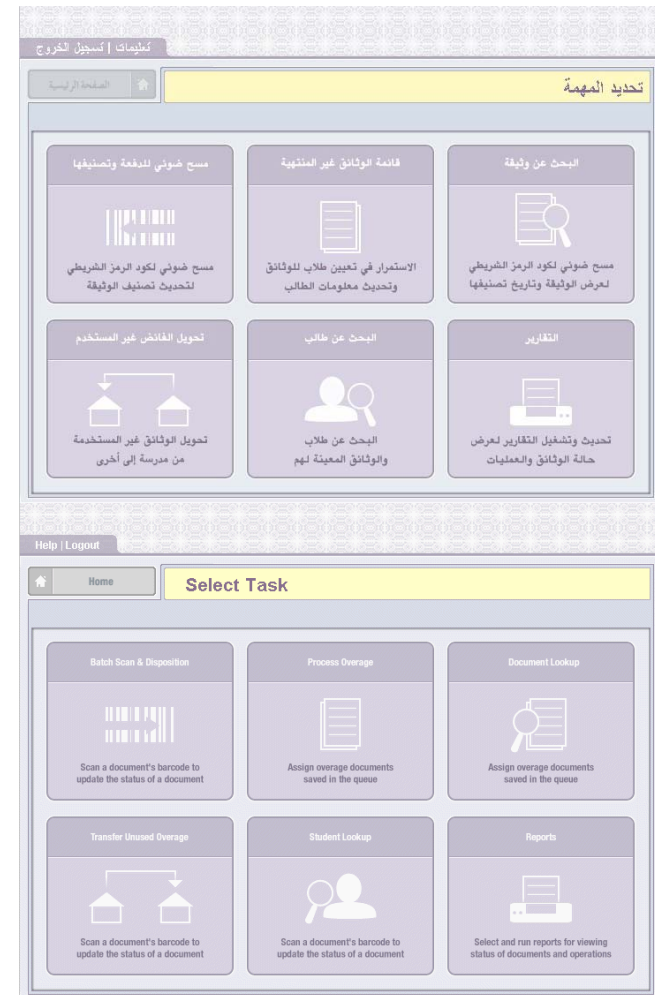 تعليمات | تسجيل الخروج
الصفحة الرئيسية
تحديد المهمة
البحث عن وثيقة
مسح ضوئي لكود الرمز الشريطي
لعرض الوثيقة وتاريخ تصنيفها
قائمة الوثائق غير المنتهية
الاستمرار في تعيين طلاب للوثائق
وتحديث معلومات الطالب
مسح ضوئي للدفعة وتصنيفها
مسح ضوئي لكود الرمز الشريطي
لتحديث تصنيف الوثيقة
التقارير
تحديث وتشغيل التقارير لعرض
حالة الوثائق والعمليات
البحث عن طالب
البحث عن طلاب
والوثائق المعينة لهم
تحويل الفائض غير المستخدم
تحويل الوثائق غير المستخدمة
من مدرسة إلى أخرى
Help | Logout
Home
Select Task
Batch Scan & Disposition
Scan a document's barcode to
update the status of a document
Process Overage
Assign overage documents
saved in the queue
Document Lookup
Assign overage documents
saved in the queue
Transfer Unused Overage
Scan a document's barcode to
update the status of a document
Student Lookup
Scan a document's barcode to
update the status of a document
Reports
Select and run reports for viewing
status of documents and operations